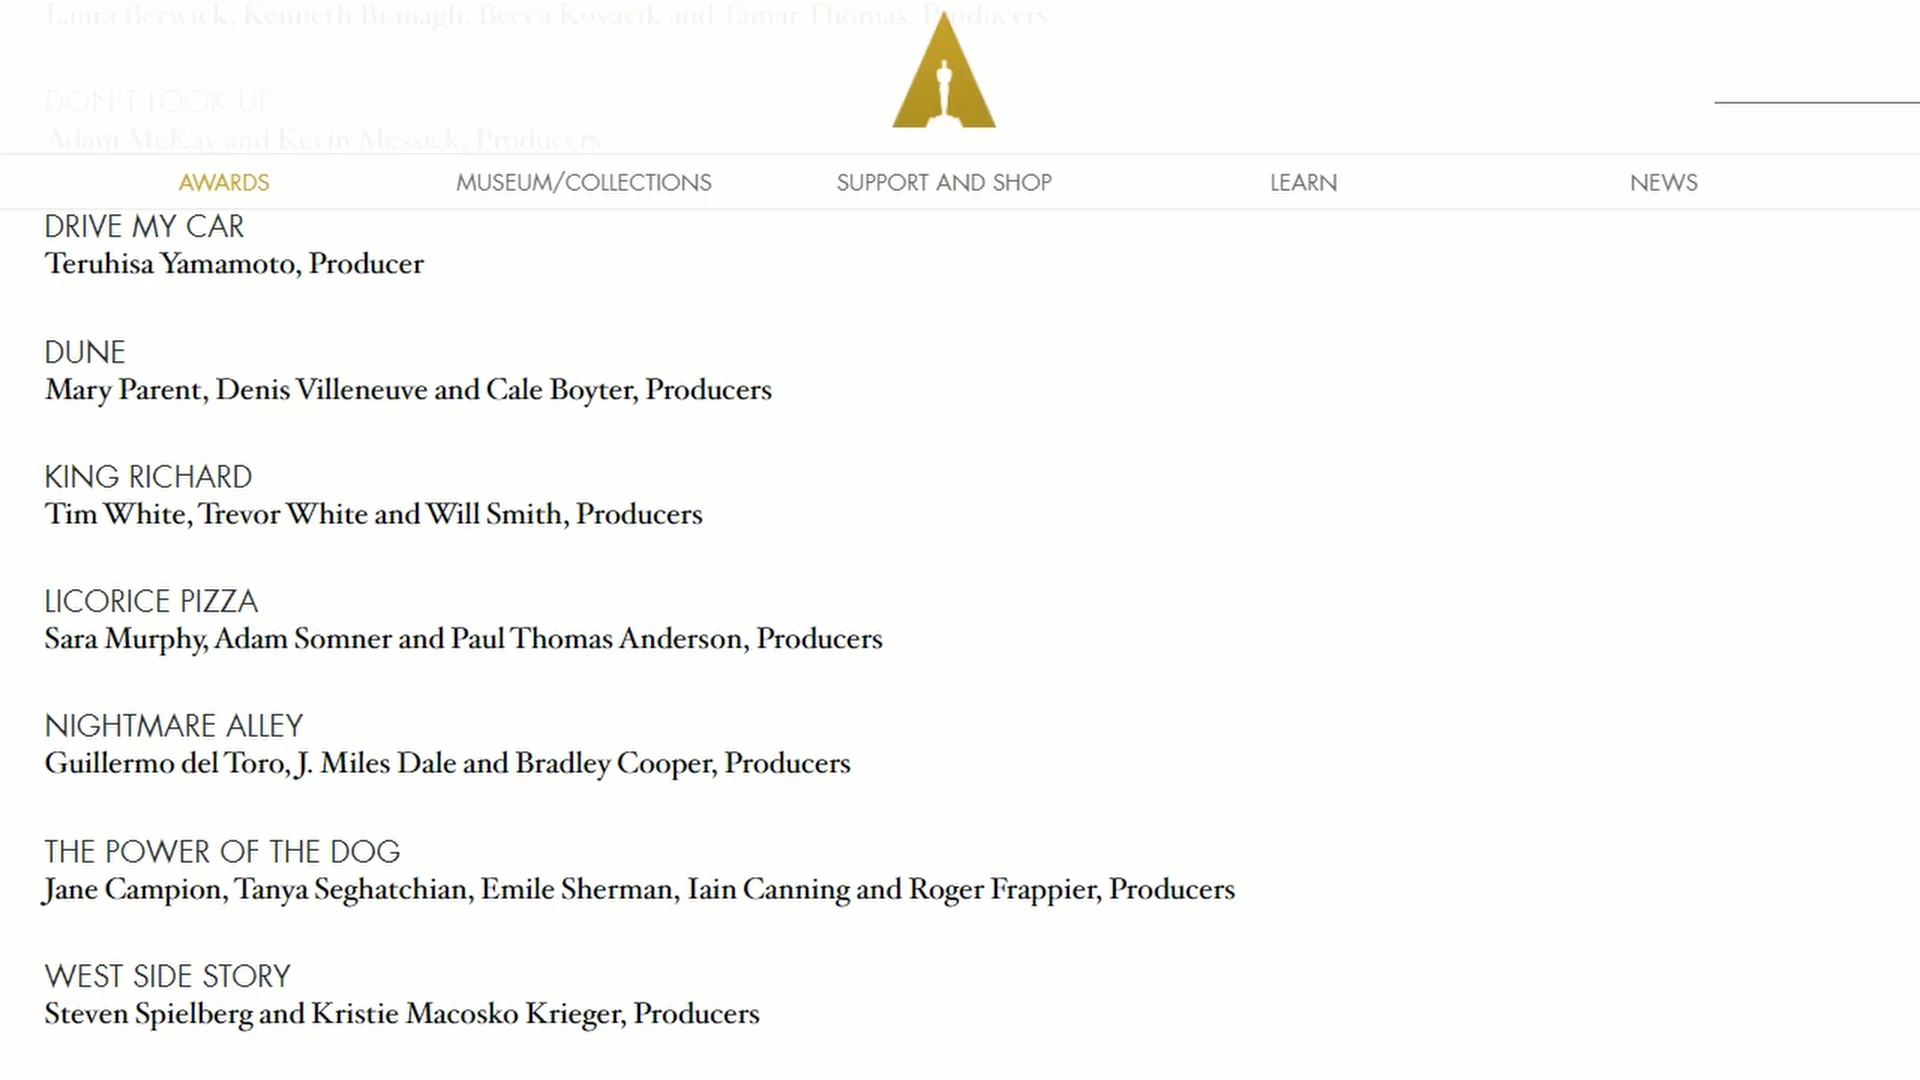 Laura Berwick, Kenneth Branagh, Becca Kovacik and Tamar Thomas, Producers
DON'T LOOK UP
Adam McKay and Kevin Messick, Producers
AWARDS MUSEUM/COLLECTIONS SUPPORT AND SHOP LEARN NEWS
DRIVE MY CAR
Teruhisa Yamamoto, Producer
DUNE
Mary Parent, Denis Villeneuve and Cale Boyter, Producers
KING RICHARD
Tim White, Trevor White and Will Smith, Producers
LICORICE PIZZA
Sara Murphy, Adam Somner and Paul Thomas Anderson, Producers
NIGHTMARE ALLEY
Guillermo del Toro, J. Miles Dale and Bradley Cooper, Producers
THE POWER OF THE DOG
Jane Campion, Tanya Seghatchian, Emile Sherman, Iain Canning and Roger Frappier, Producers
WEST SIDE STORY
Steven Spielberg and Kristie Macosko Krieger, Producers